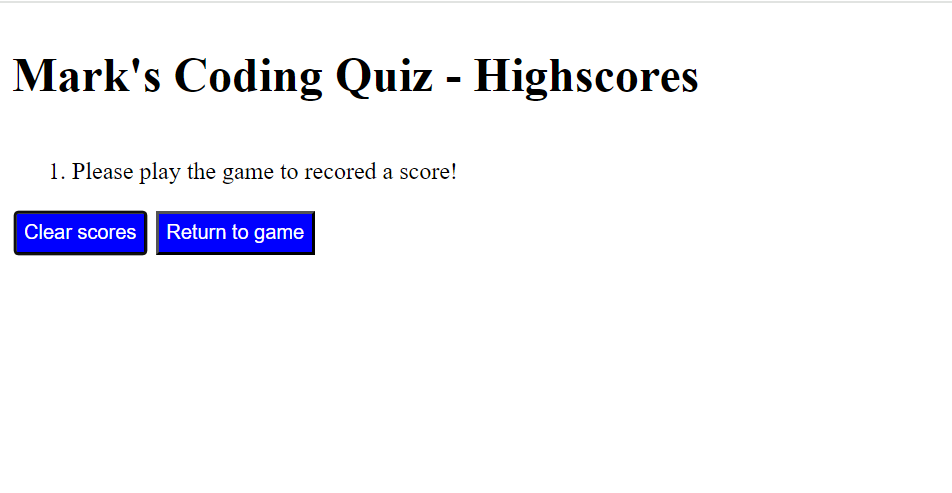 Mark's Coding Quiz - Highscores
1. Please play the game to recored a score!
Clear scores Return to game